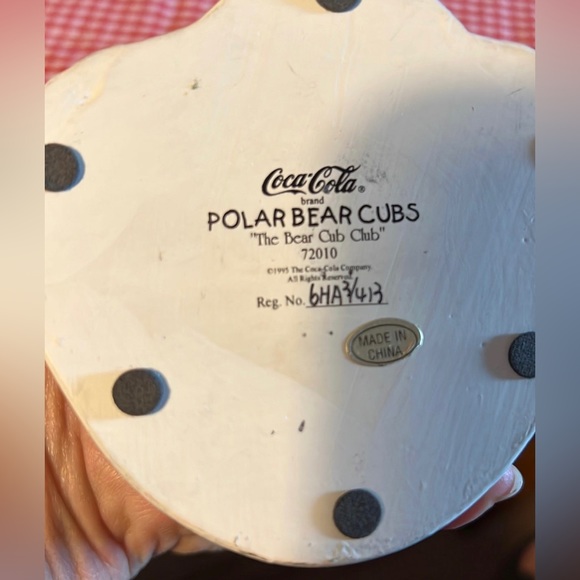 Coca-Cola®
brand
POLAR BEAR CUBS
"The Bear Cub Club"
72010
©1995 The Coca-Cola Company.
All Rights Reserved.
Reg. No. 6HA3/413
MADE IN
CHINA